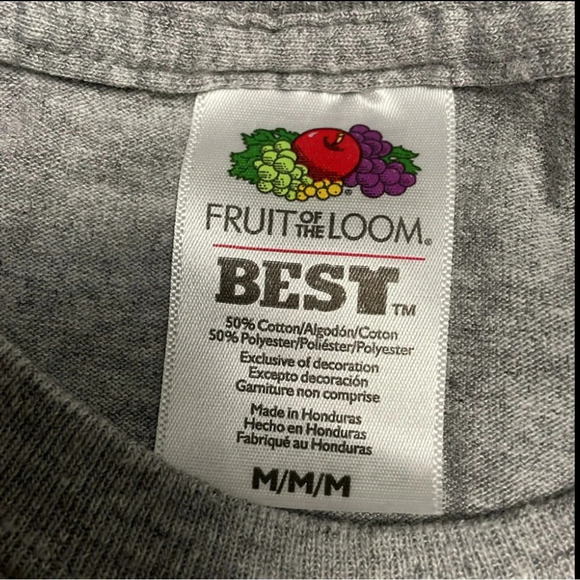 FRUIT OF THE LOOM®
BEST™
50% Cotton/Algodón/Coton
50% Polyester/Poliéster/Polyester
Exclusive of decoration
Excepto decoración
Garniture non comprise
Made in Honduras
Hecho en Honduras
Fabriqué au Honduras
M/M/M